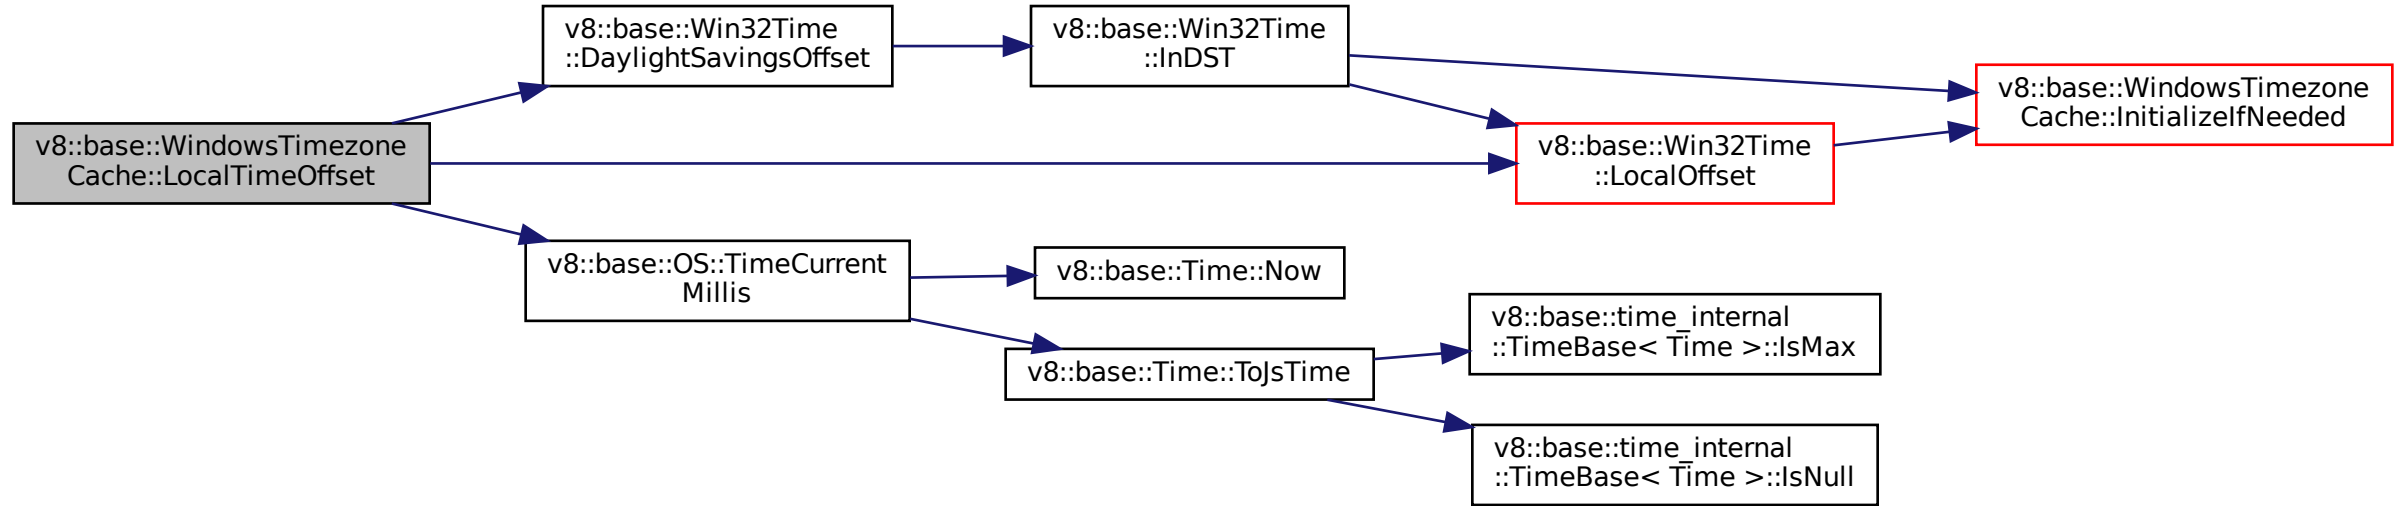 v8::base::Win32Time
::DaylightSavingsOffset
v8::base::Win32Time
::InDST
v8::base::WindowsTimezone
Cache::InitializeIfNeeded
v8::base::WindowsTimezone
Cache::LocalTimeOffset
v8::base::Win32Time
::LocalOffset
v8::base::OS::TimeCurrent
Millis
v8::base::Time::Now
v8::base::time_internal
::TimeBase< Time >::IsMax
v8::base::Time::ToJsTime
v8::base::time_internal
::TimeBase< Time >::IsNull